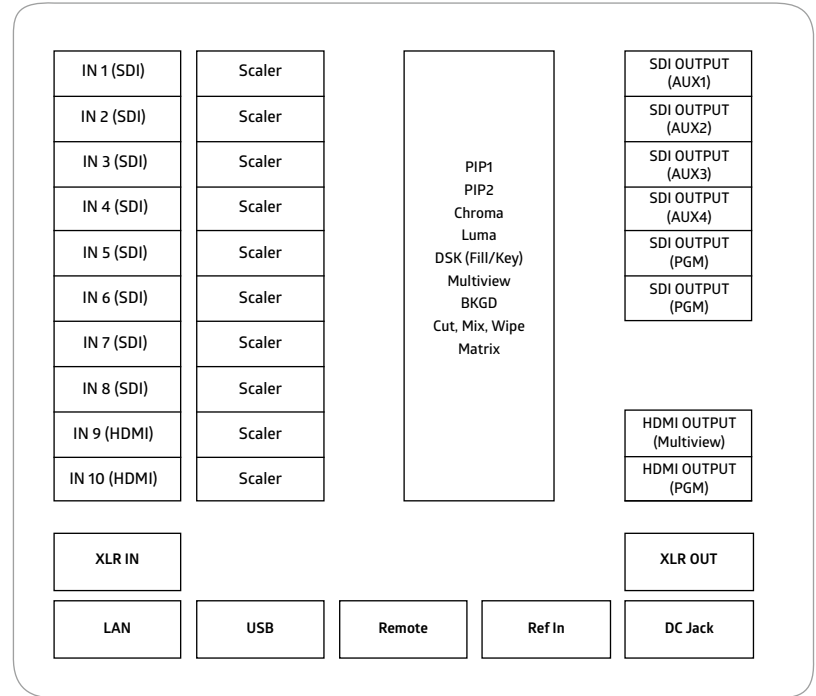 IN 1 (SDI)
IN 2 (SDI)
IN 3 (SDI)
IN 4 (SDI)
IN 5 (SDI)
IN 6 (SDI)
IN 7 (SDI)
IN 8 (SDI)
IN 9 (HDMI)
IN 10 (HDMI)
Scaler
Scaler
Scaler
Scaler
Scaler
Scaler
Scaler
Scaler
Scaler
Scaler
PIP1
PIP2
Chroma
Luma
DSK (Fill/Key)
Multiview
BKGD
Cut, Mix, Wipe
Matrix
SDI OUTPUT
(AUX1)
SDI OUTPUT
(AUX2)
SDI OUTPUT
(AUX3)
SDI OUTPUT
(AUX4)
SDI OUTPUT
(PGM)
SDI OUTPUT
(PGM)
HDMI OUTPUT
(Multiview)
HDMI OUTPUT
(PGM)
XLR IN
XLR OUT
LAN
USB
Remote
Ref In
DC Jack